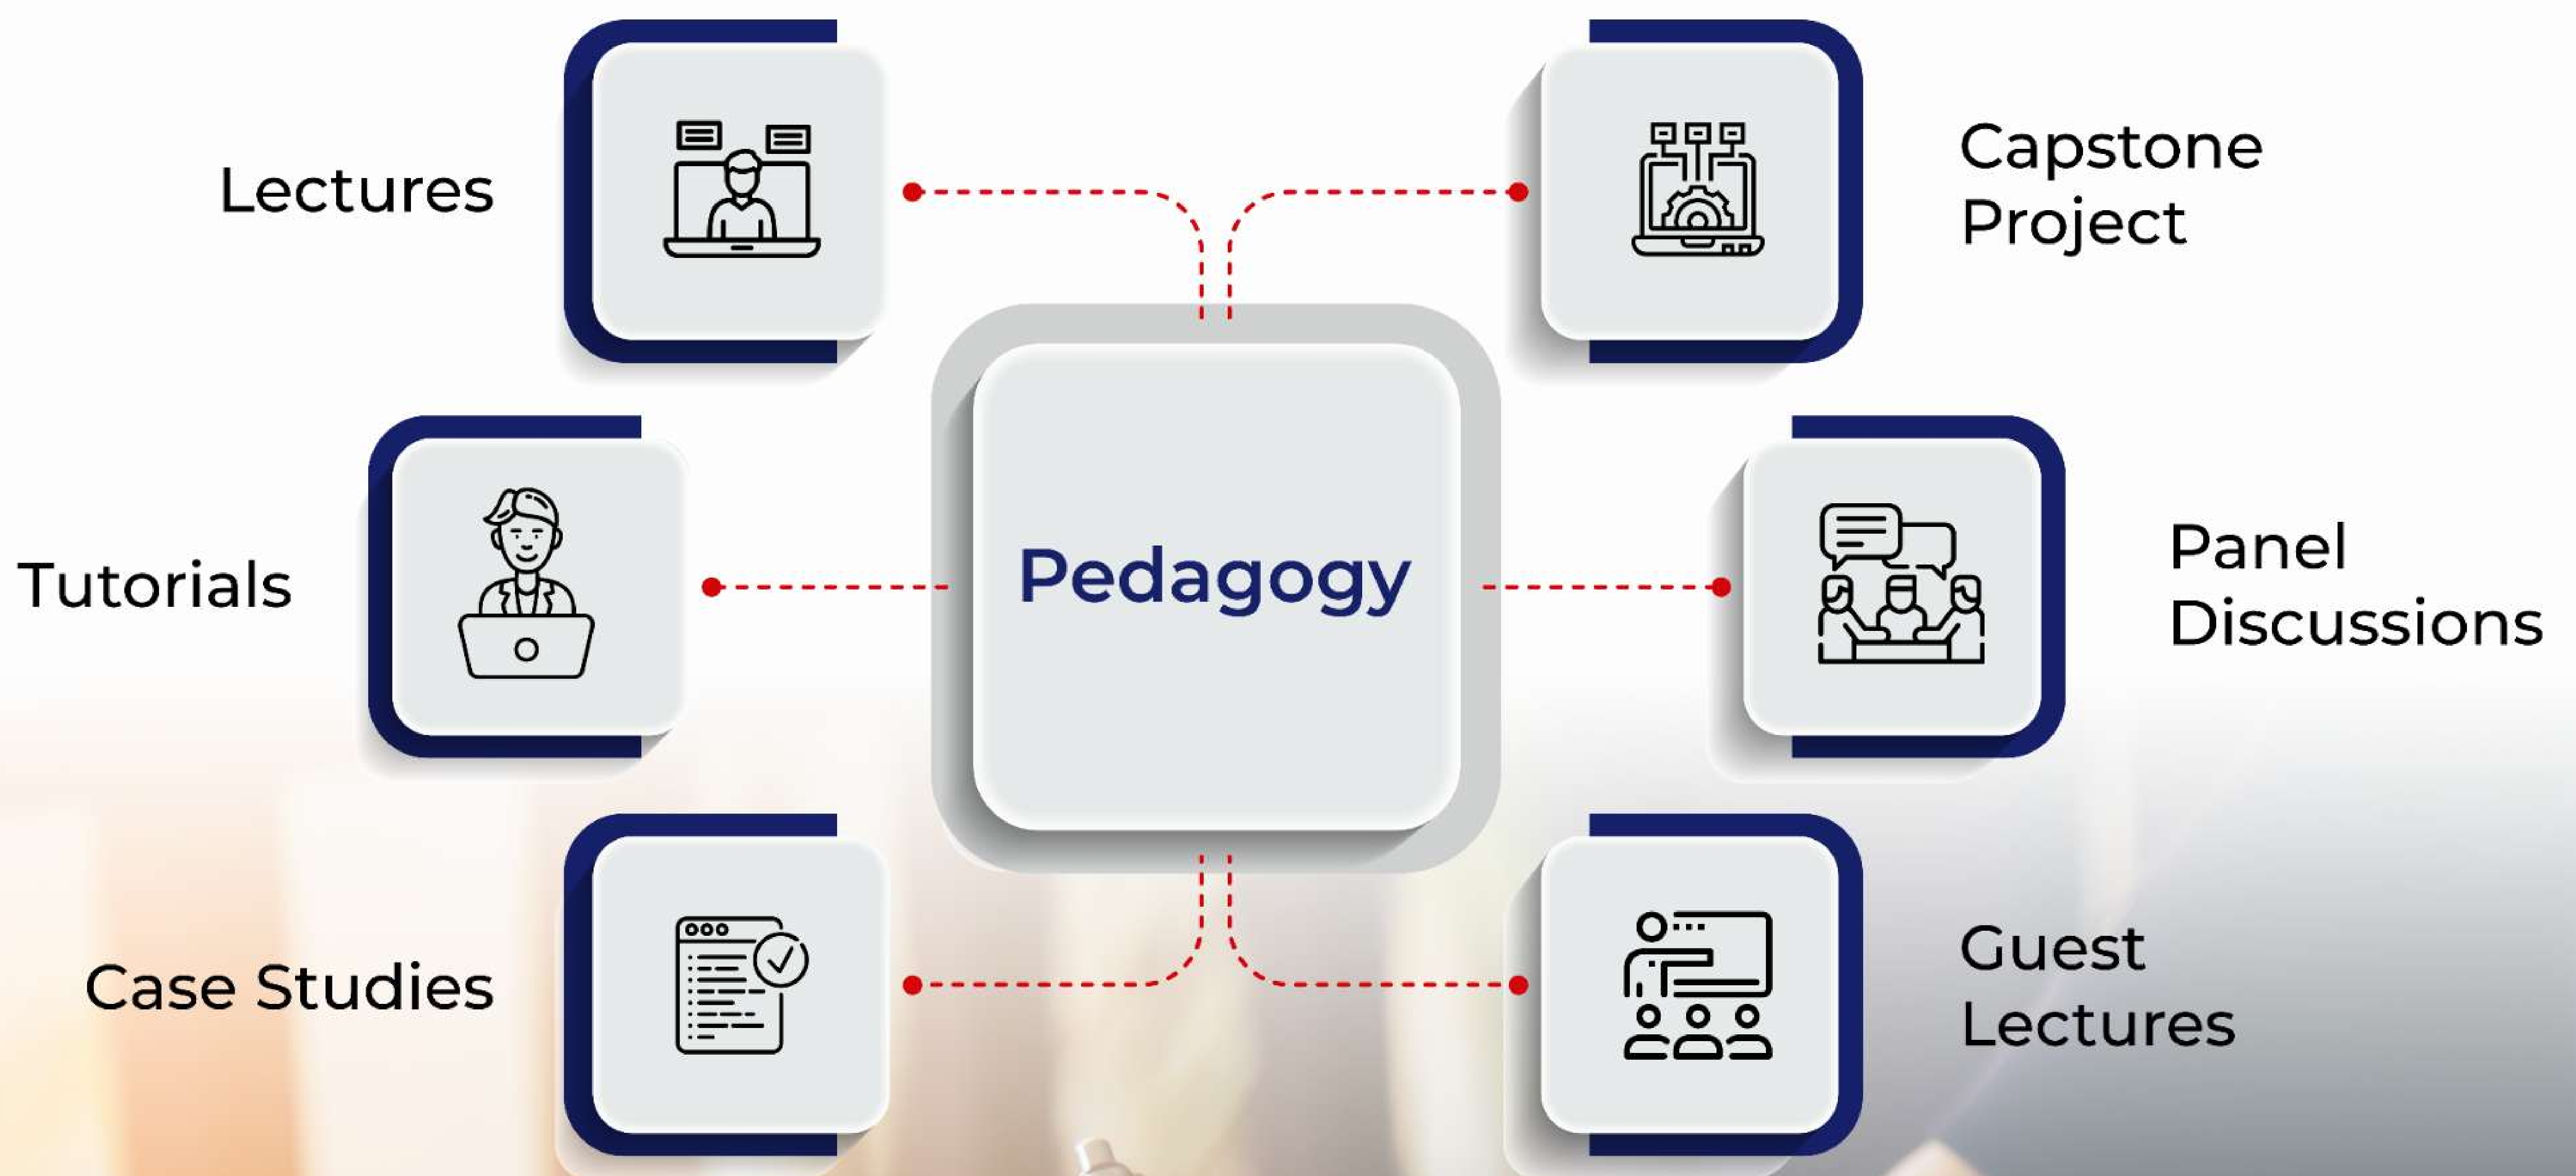 Lectures
Capstone
Project
Tutorials
Pedagogy
Panel
Discussions
Case Studies
Guest
Lectures